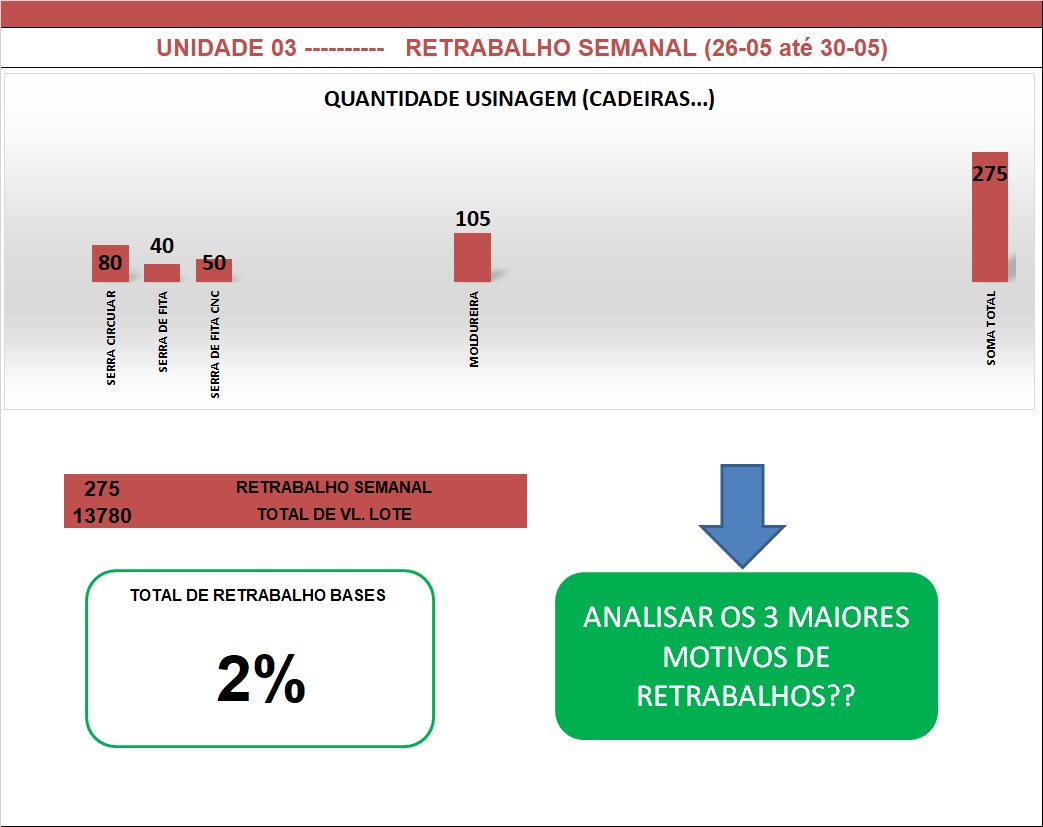 UNIDADE 03 ---------- RETRABALHO SEMANAL (26-05 até 30-05)
QUANTIDADE USINAGEM (CADEIRAS...)
80
40
50
105
275
SERRA CIRCULAR
SERRA DE FITA
SERRA DE FITA CNC
MOLDUREIRA
SOMA TOTAL
275 RETRABALHO SEMANAL
13780 TOTAL DE VL. LOTE
TOTAL DE RETRABALHO BASES
2%
ANALISAR OS 3 MAIORES
MOTIVOS DE
RETRABALHOS??